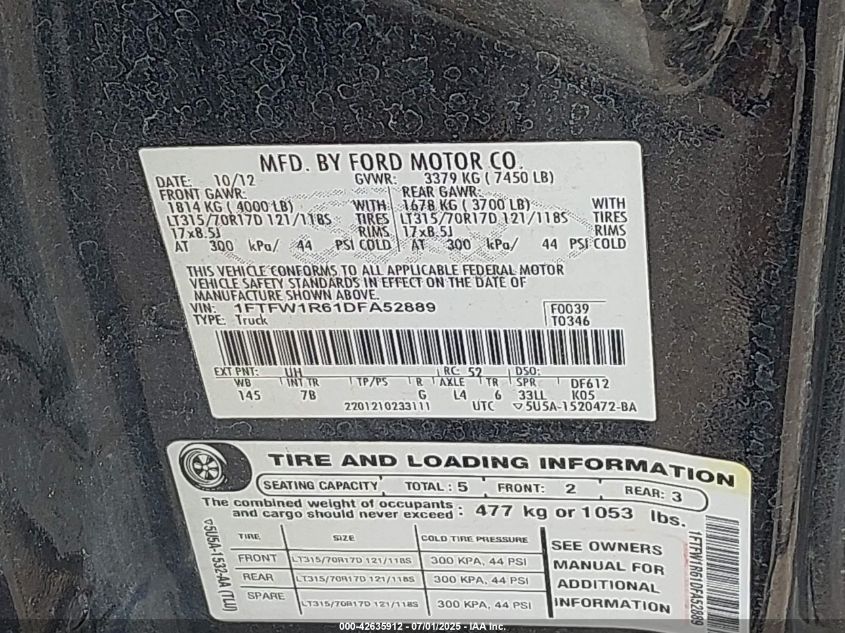 MFD. BY FORD MOTOR CO.
DATE: 10/12 GVWR: 3379 KG ( 7450 LB)
FRONT GAWR: REAR GAWR:
1814 KG ( 4000 LB) WITH 1678 KG ( 3700 LB) WITH
LT315/70R17D 121/118S TIRES LT315/70R17D 121/118S TIRES
17x8.5J RIMS 17x8.5J RIMS
AT 300 kPa/ 44 PSI COLD AT 300 kPa/ 44 PSI COLD
THIS VEHICLE CONFORMS TO ALL APPLICABLE FEDERAL MOTOR
VEHICLE SAFETY STANDARDS IN EFFECT ON THE DATE OF
MANUFACTURE SHOWN ABOVE.
VIN: 1FTFW1R61DFA52889 F0039
TYPE: Truck T0346
EXT PNT: UH RC: 52 DSO:
WB INT TR TP/PS R AXLE TR SPR DF612
145 7B G L4 6 33LL K05
2201210233111 UTC ▽5U5A-1520472-BA
TIRE AND LOADING INFORMATION
SEATING CAPACITY TOTAL : 5 FRONT: 2 REAR: 3
The combined weight of occupants
and cargo should never exceed : 477 kg or 1053 lbs.
TIRE SIZE COLD TIRE PRESSURE
FRONT LT315/70R17D 121/118S 300 KPA, 44 PSI
REAR LT315/70R17D 121/118S 300 KPA, 44 PSI
SPARE LT315/70R17D 121/118S 300 KPA, 44 PSI
SEE OWNERS
MANUAL FOR
ADDITIONAL
INFORMATION
▽5U5A-1532-AA (TLU)
1FTFW1R61DFA52889
000-42635912 - 07/01/2025 - IAA Inc.